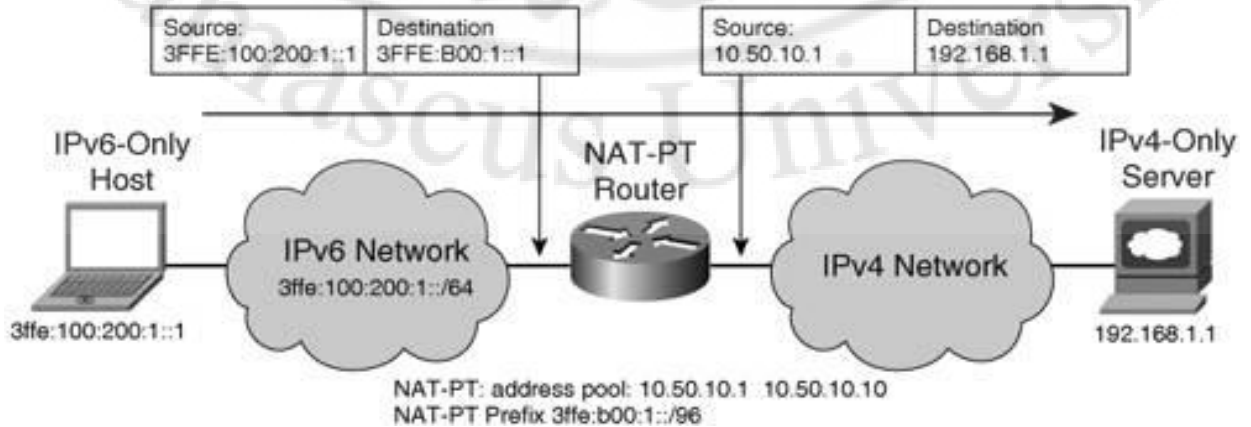 Source:
3FFE:100:200:1::1
Destination
3FFE:B00:1::1
Source:
10.50.10.1
Destination
192.168.1.1
IPv6-Only
Host
NAT-PT
Router
IPv4-Only
Server
IPv6 Network
3ffe:100:200:1::/64
IPv4 Network
3ffe:100:200:1::1
192.168.1.1
NAT-PT: address pool: 10.50.10.1 10.50.10.10
NAT-PT Prefix 3ffe:b00:1::/96
mascus Universi